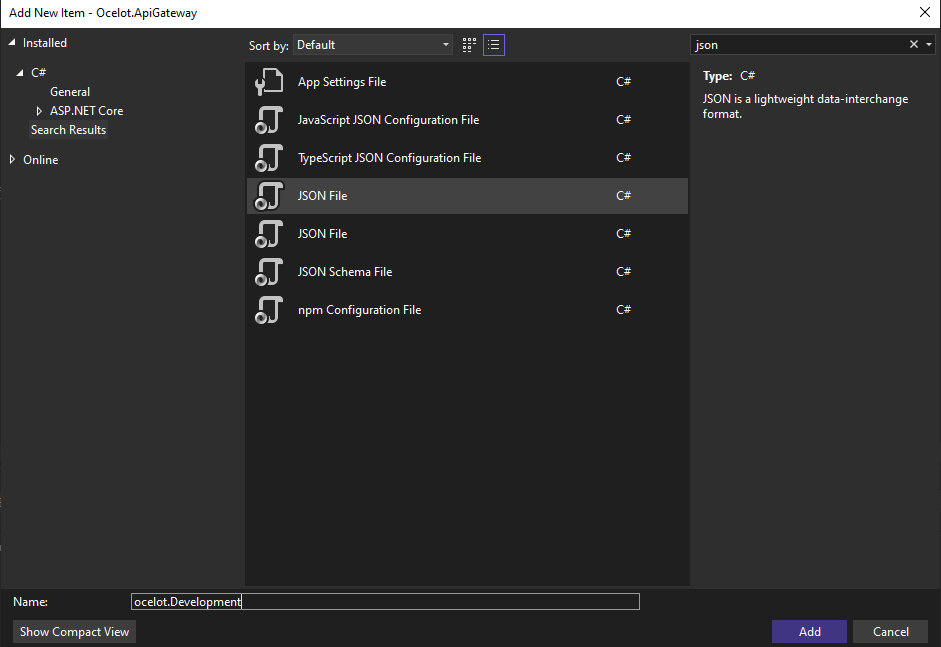 Add New Item - Ocelot.ApiGateway
Installed
C#
General
ASP.NET Core
Search Results
Online
Sort by: Default
App Settings File C#
JavaScript JSON Configuration File C#
TypeScript JSON Configuration File C#
JSON File C#
JSON File C#
JSON Schema File C#
npm Configuration File C#
json
Type: C#
JSON is a lightweight data-interchange
format.
Name: ocelot.Development
Show Compact View
Add Cancel